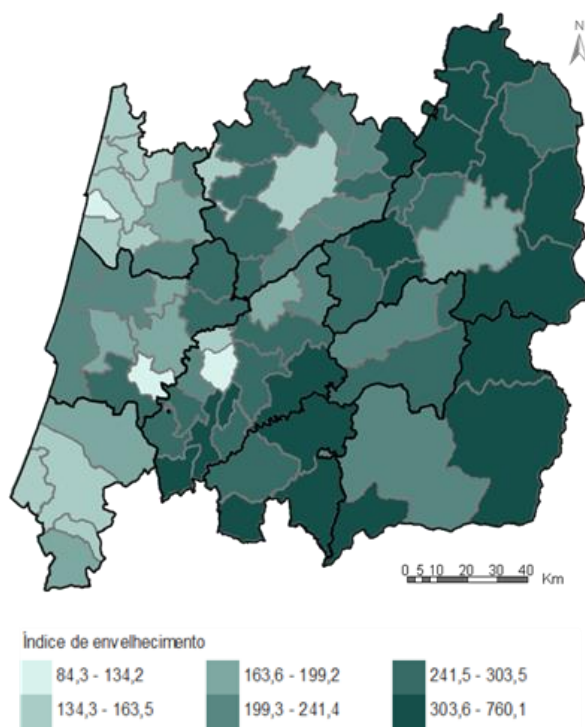 N
0 5 10 20 30 40 Km
Índice de envelhecimento
84,3 - 134,2 163,6 - 199,2 241,5 - 303,5
134,3 - 163,5 199,3 - 241,4 303,6 - 760,1